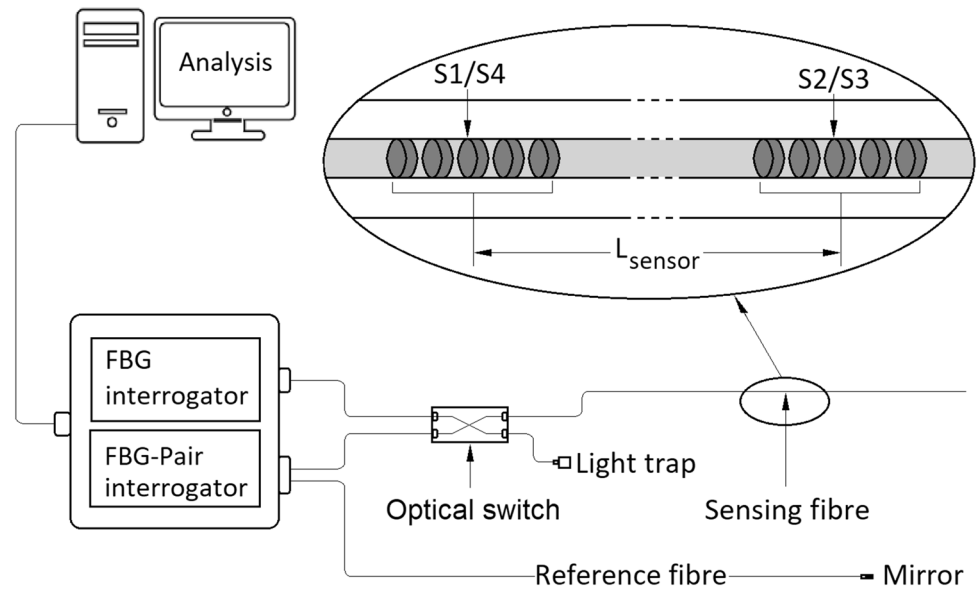 Analysis
S1/S4
S2/S3
Lsensor
FBG
interrogator
FBG-Pair
interrogator
Light trap
Optical switch
Sensing fibre
Reference fibre
Mirror